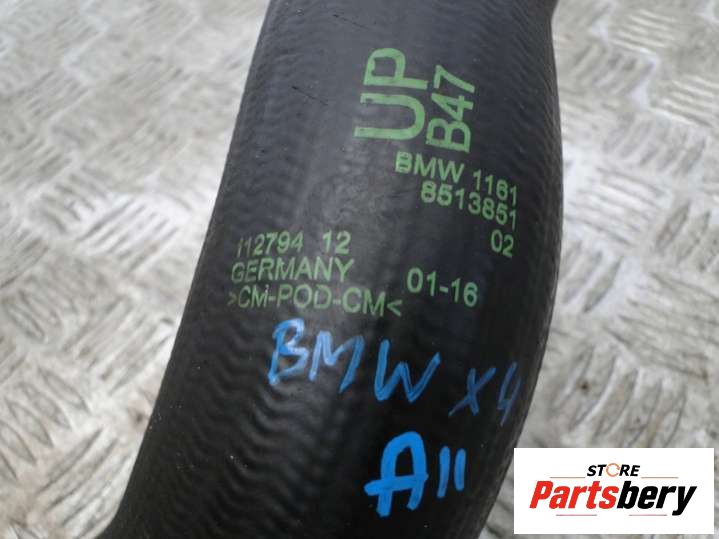 UP
B47
BMW 1161
8513851
02
112794 12
GERMANY
01-16
>CM-POD-CM<
BMW X4
A11
STORE
Partsbery